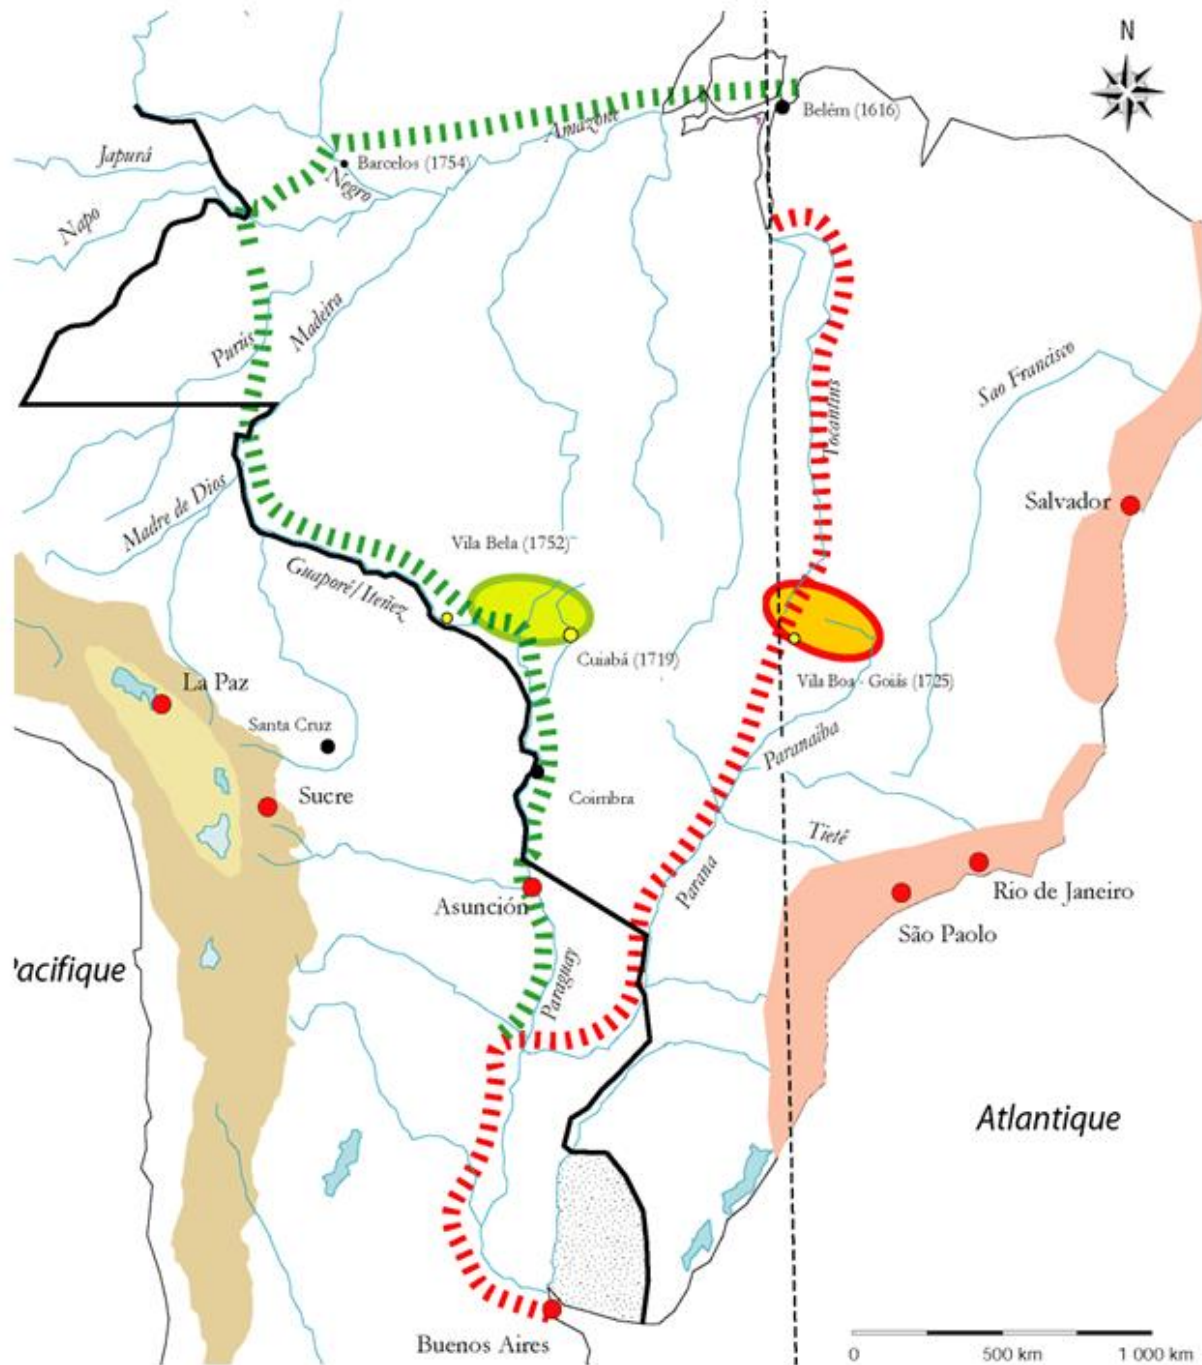 N
Belém (1616)
Amazone
Japurá
Barcelos (1754)
Negro
Napo
Madeira
Purús
Sao Francisco
Tocantins
Madre de Dios
Salvador
Vila Bela (1752)
Guaporé/Iteñez
Cuiabá (1719)
Vila Boa - Goiás (1725)
La Paz
Santa Cruz
Paranaíba
Sucre
Coimbra
Tietê
Parana
Rio de Janeiro
Asunción
São Paolo
'acifique
Paraguay
Atlantique
Buenos Aires
0 500 km 1 000 km